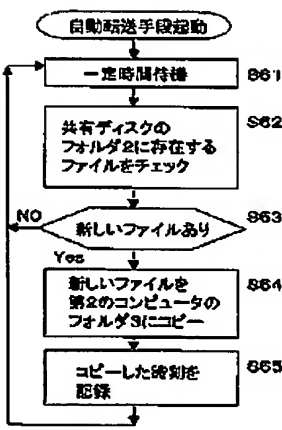 自動転送手段起動
一定時間待機
S61
共有ディスクの
フォルダ2に存在する
ファイルをチェック
S62
新しいファイルあり
S63
NO
Yes
新しいファイルを
第2のコンピュータの
フォルダ3にコピー
S64
コピーした時刻を
記録
S65